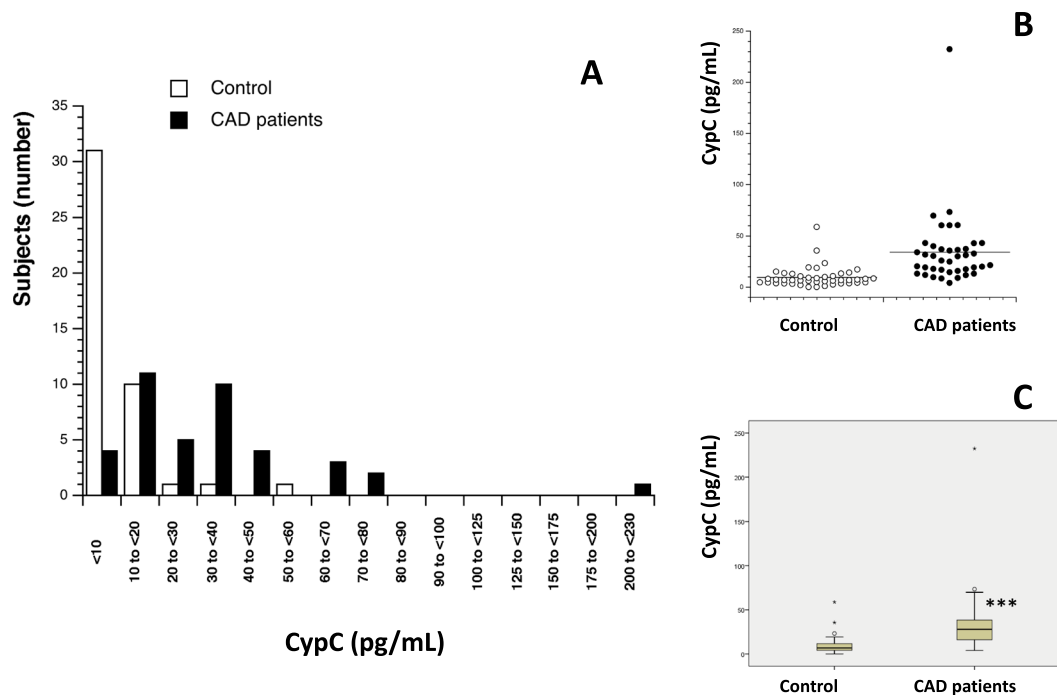 A
Control
CAD patients
Subjects (number)
35
30
25
20
15
10
5
0
<10
10 to <20
20 to <30
30 to <40
40 to <50
50 to <60
60 to <70
70 to <80
80 to <90
90 to <100
100 to <125
125 to <150
150 to <175
175 to <200
200 to <230
CypC (pg/mL)
B
CypC (pg/mL)
250
200
150
100
50
0
Control
CAD patients
C
CypC (pg/mL)
250
200
150
100
50
0
***
Control
CAD patients